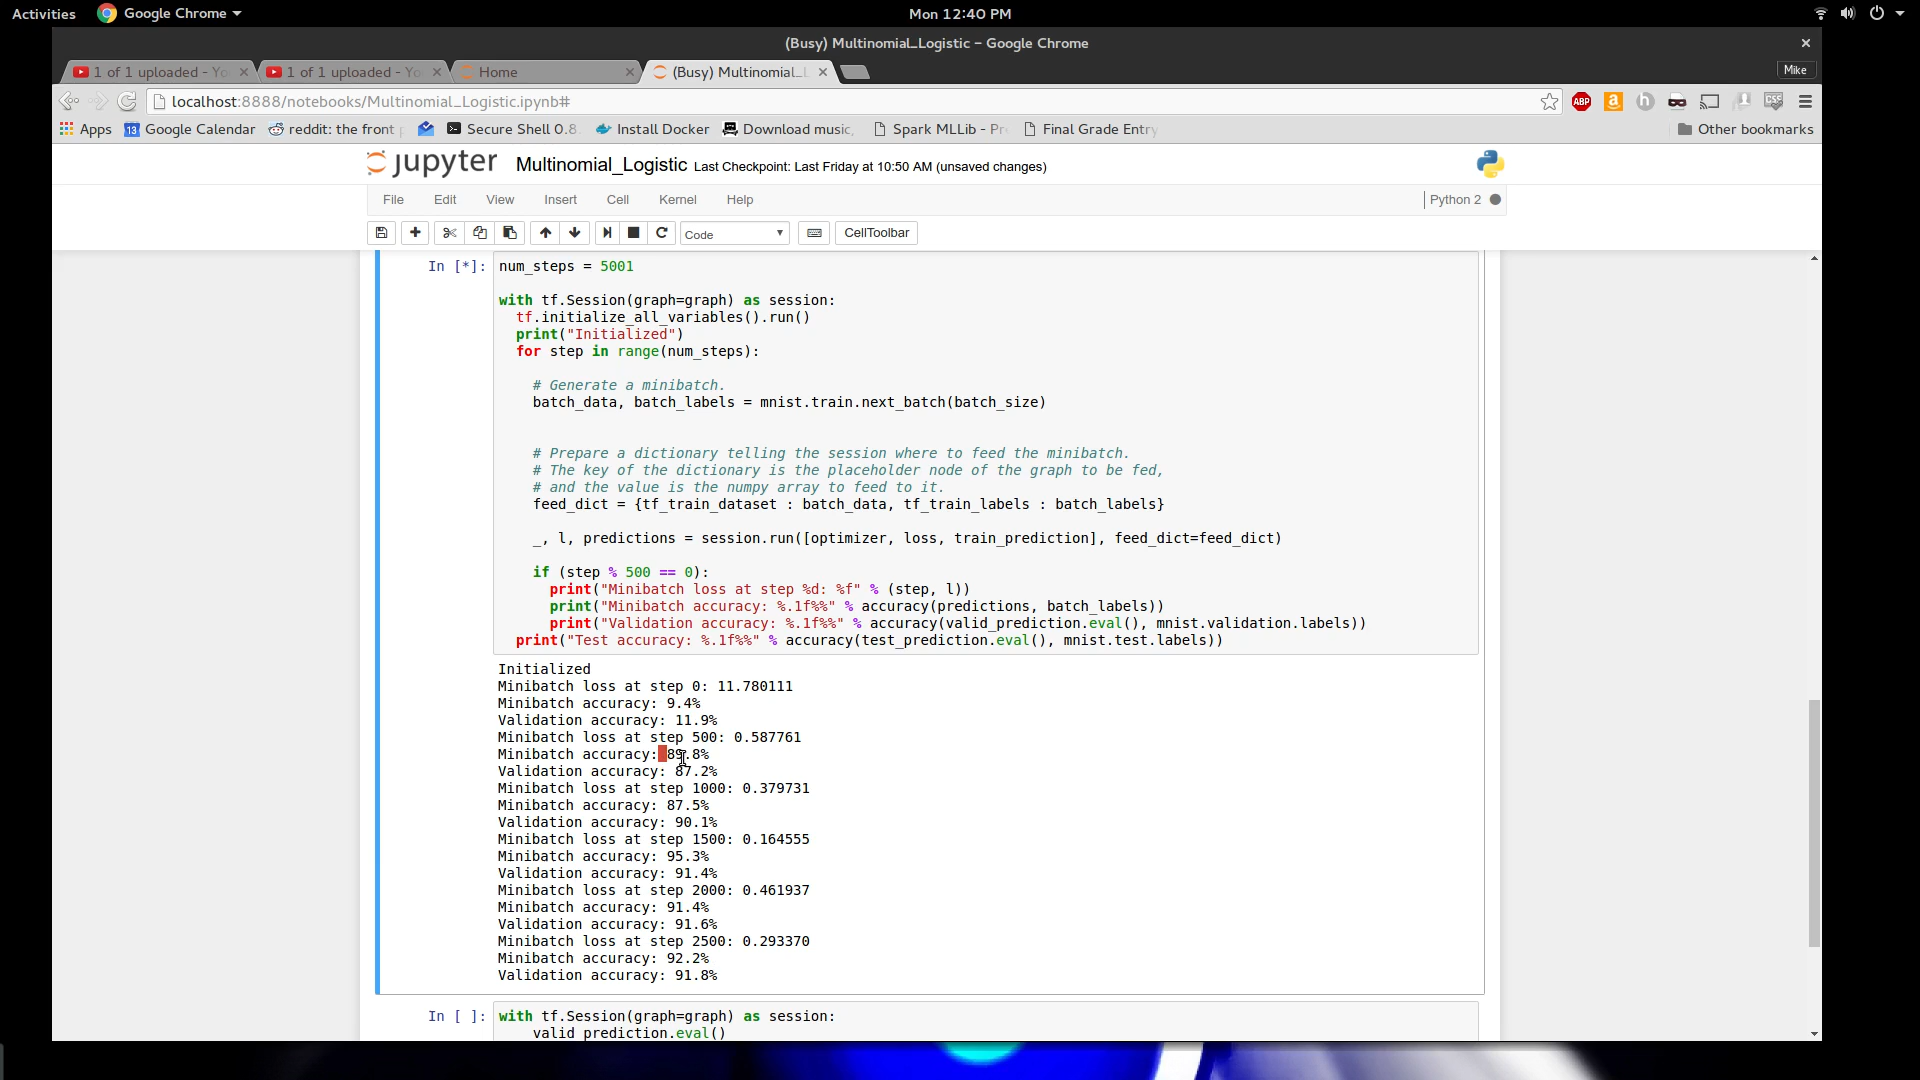 Activities Google Chrome Mon 12:40 PM
(Busy) Multinomial_Logistic - Google Chrome
1 of 1 uploaded - Yo 1 of 1 uploaded - Yo Home (Busy) Multinomial_L Mike
localhost:8888/notebooks/Multinomial_Logistic.ipynb# ABP a h CSS
Apps 13 Google Calendar reddit: the front Secure Shell 0.8. Install Docker Download music, Spark MLLib - Pr Final Grade Entry Other bookmarks
jupyter Multinomial_Logistic Last Checkpoint: Last Friday at 10:50 AM (unsaved changes)
File Edit View Insert Cell Kernel Help Python 2
Code CellToolbar
In [*]: num_steps = 5001
with tf.Session(graph=graph) as session:
tf.initialize_all_variables().run()
print("Initialized")
for step in range(num_steps):
# Generate a minibatch.
batch_data, batch_labels = mnist.train.next_batch(batch_size)
# Prepare a dictionary telling the session where to feed the minibatch.
# The key of the dictionary is the placeholder node of the graph to be fed,
# and the value is the numpy array to feed to it.
feed_dict = {tf_train_dataset : batch_data, tf_train_labels : batch_labels}
_, l, predictions = session.run([optimizer, loss, train_prediction], feed_dict=feed_dict)
if (step % 500 == 0):
print("Minibatch loss at step %d: %f" % (step, l))
print("Minibatch accuracy: %.1f%%" % accuracy(predictions, batch_labels))
print("Validation accuracy: %.1f%%" % accuracy(valid_prediction.eval(), mnist.validation.labels))
print("Test accuracy: %.1f%%" % accuracy(test_prediction.eval(), mnist.test.labels))
Initialized
Minibatch loss at step 0: 11.780111
Minibatch accuracy: 9.4%
Validation accuracy: 11.9%
Minibatch loss at step 500: 0.587761
Minibatch accuracy: 89.8%
Validation accuracy: 87.2%
Minibatch loss at step 1000: 0.379731
Minibatch accuracy: 87.5%
Validation accuracy: 90.1%
Minibatch loss at step 1500: 0.164555
Minibatch accuracy: 95.3%
Validation accuracy: 91.4%
Minibatch loss at step 2000: 0.461937
Minibatch accuracy: 91.4%
Validation accuracy: 91.6%
Minibatch loss at step 2500: 0.293370
Minibatch accuracy: 92.2%
Validation accuracy: 91.8%
In [ ]: with tf.Session(graph=graph) as session:
valid_prediction.eval()